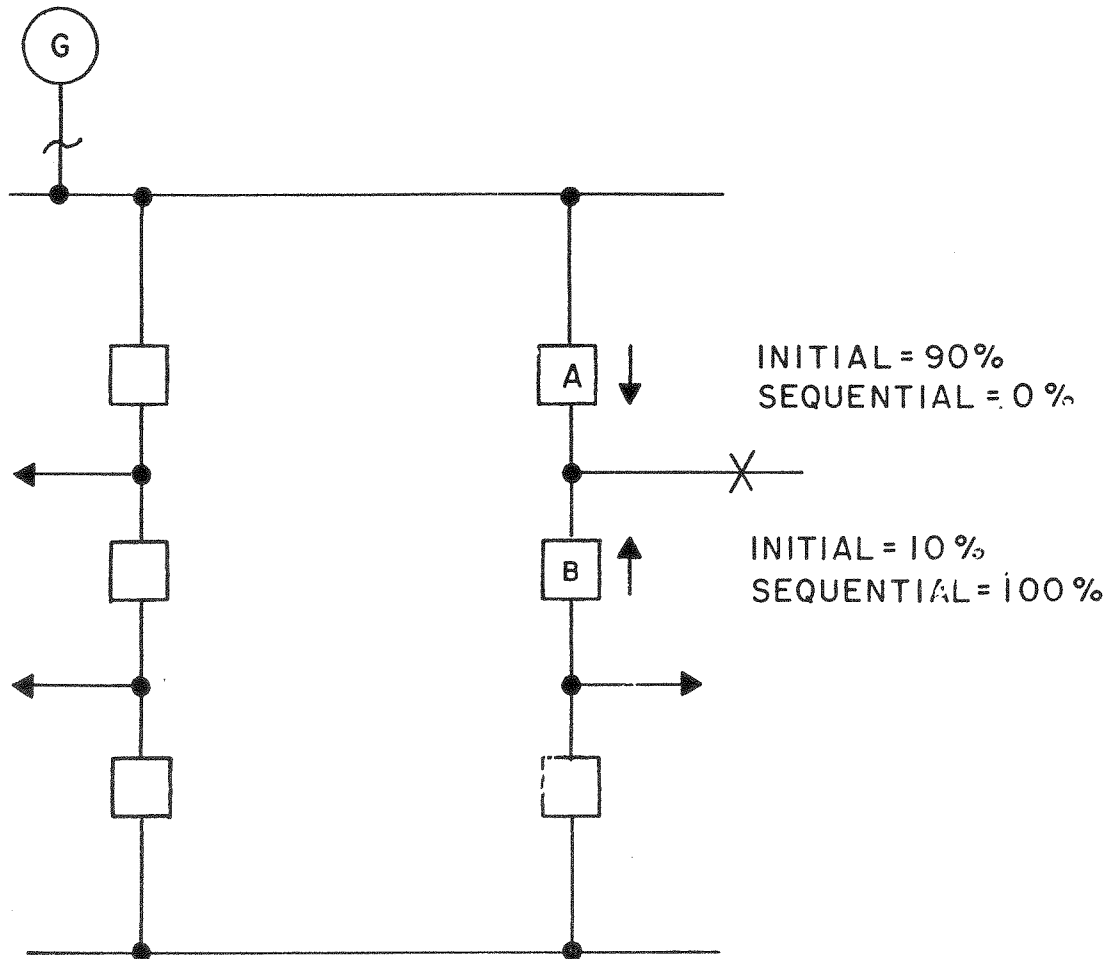 G
A
INITIAL = 90%
SEQUENTIAL = 0%
B
INITIAL = 10%
SEQUENTIAL = 100%